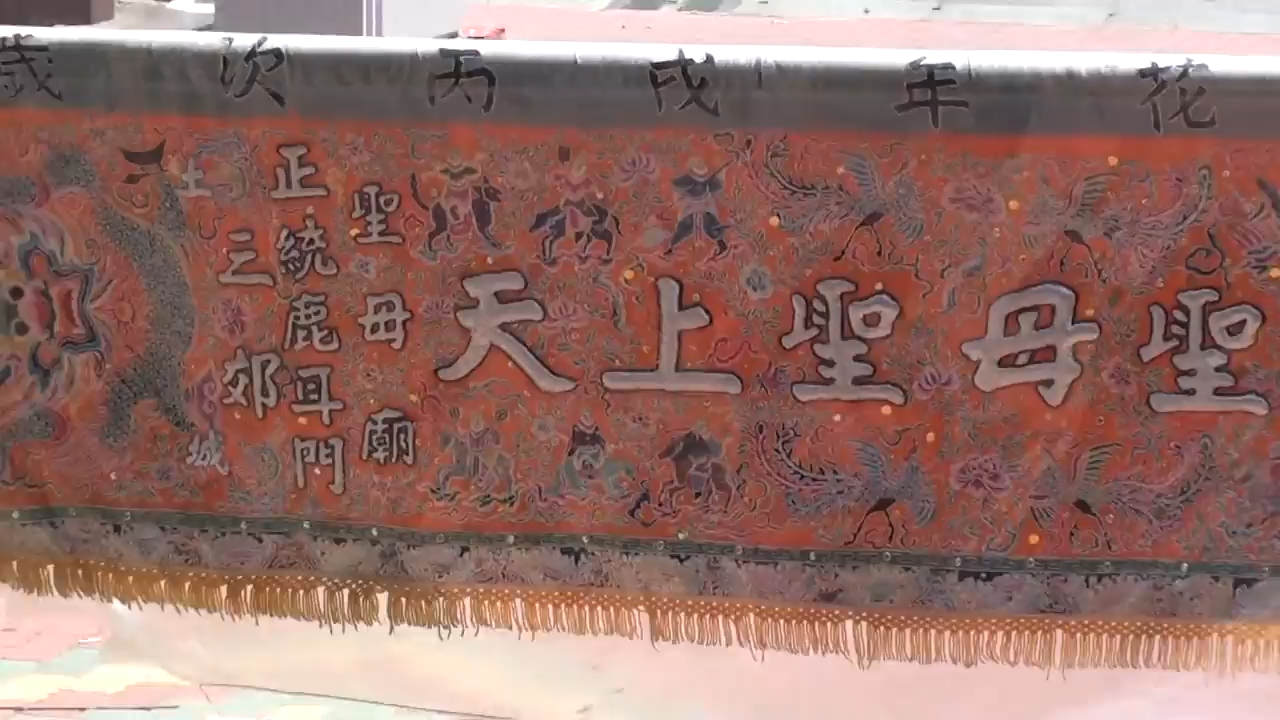 歲次丙戌年花
土城
三郊
正統鹿耳門
聖母廟
天上聖母聖